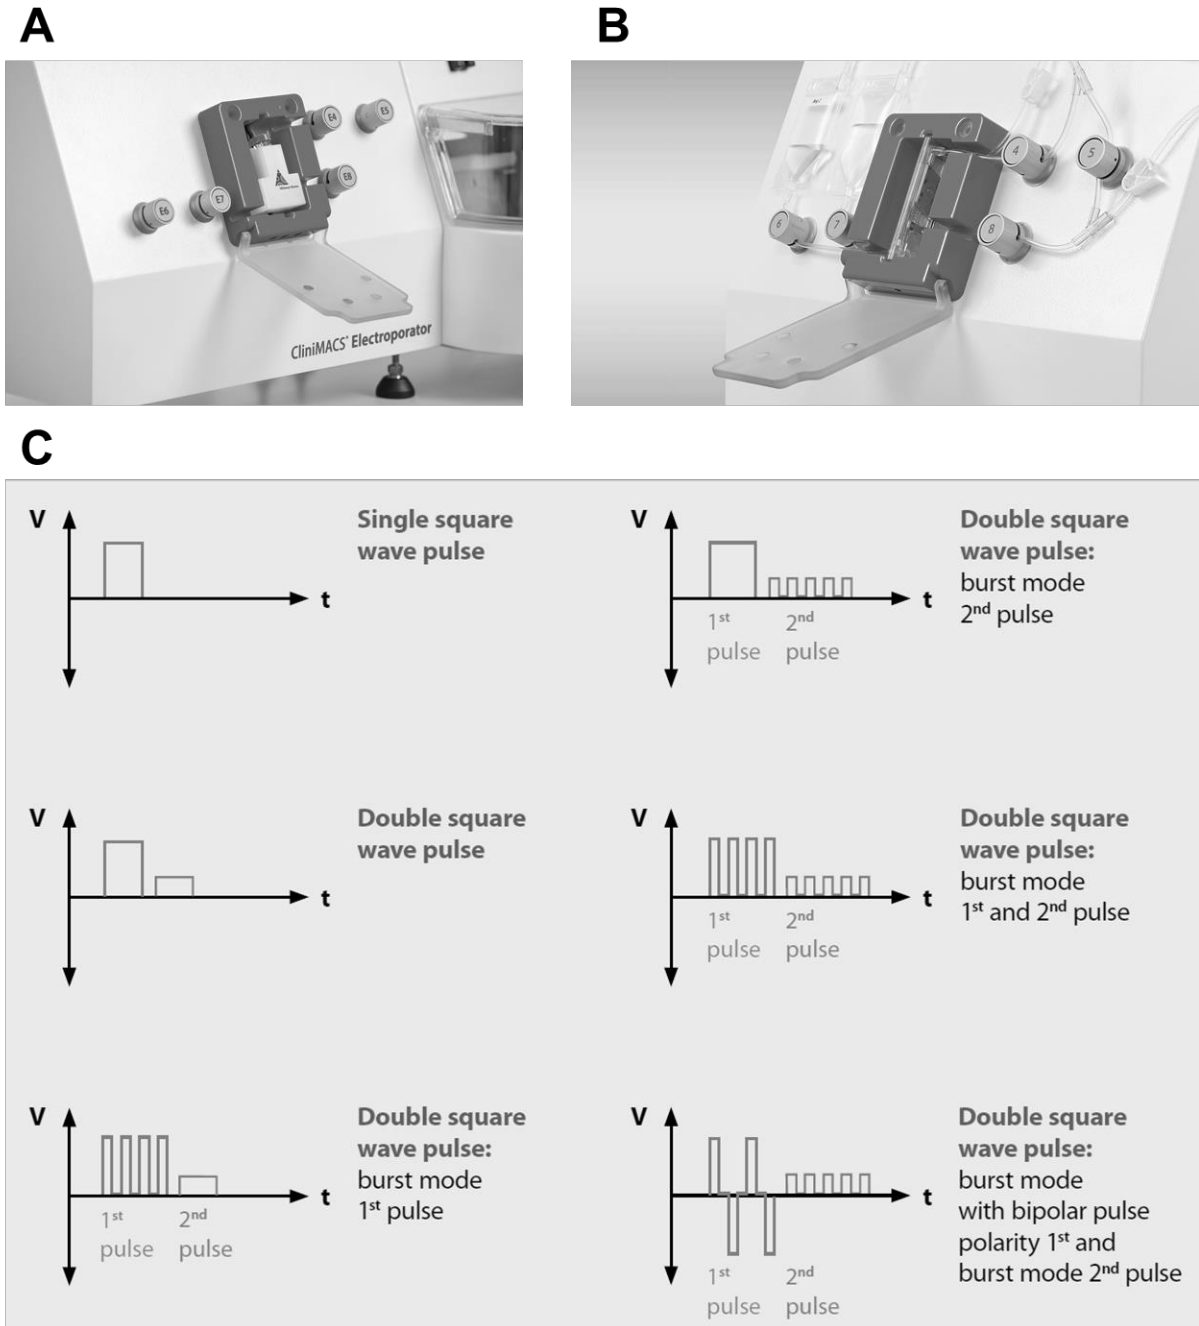 A
B
E4
E5
E8
E7
E6
CliniMACS® Electroporator
4
5
6
7
8
C
V
t
Single square
wave pulse
V
t
1st
pulse
2nd
pulse
Double square
wave pulse:
burst mode
2nd pulse
V
t
Double square
wave pulse
V
t
1st
pulse
2nd
pulse
Double square
wave pulse:
burst mode
1st and 2nd pulse
V
t
1st
pulse
2nd
pulse
Double square
wave pulse:
burst mode
1st pulse
V
t
1st
pulse
2nd
pulse
Double square
wave pulse:
burst mode
with bipolar pulse
polarity 1st and
burst mode 2nd pulse